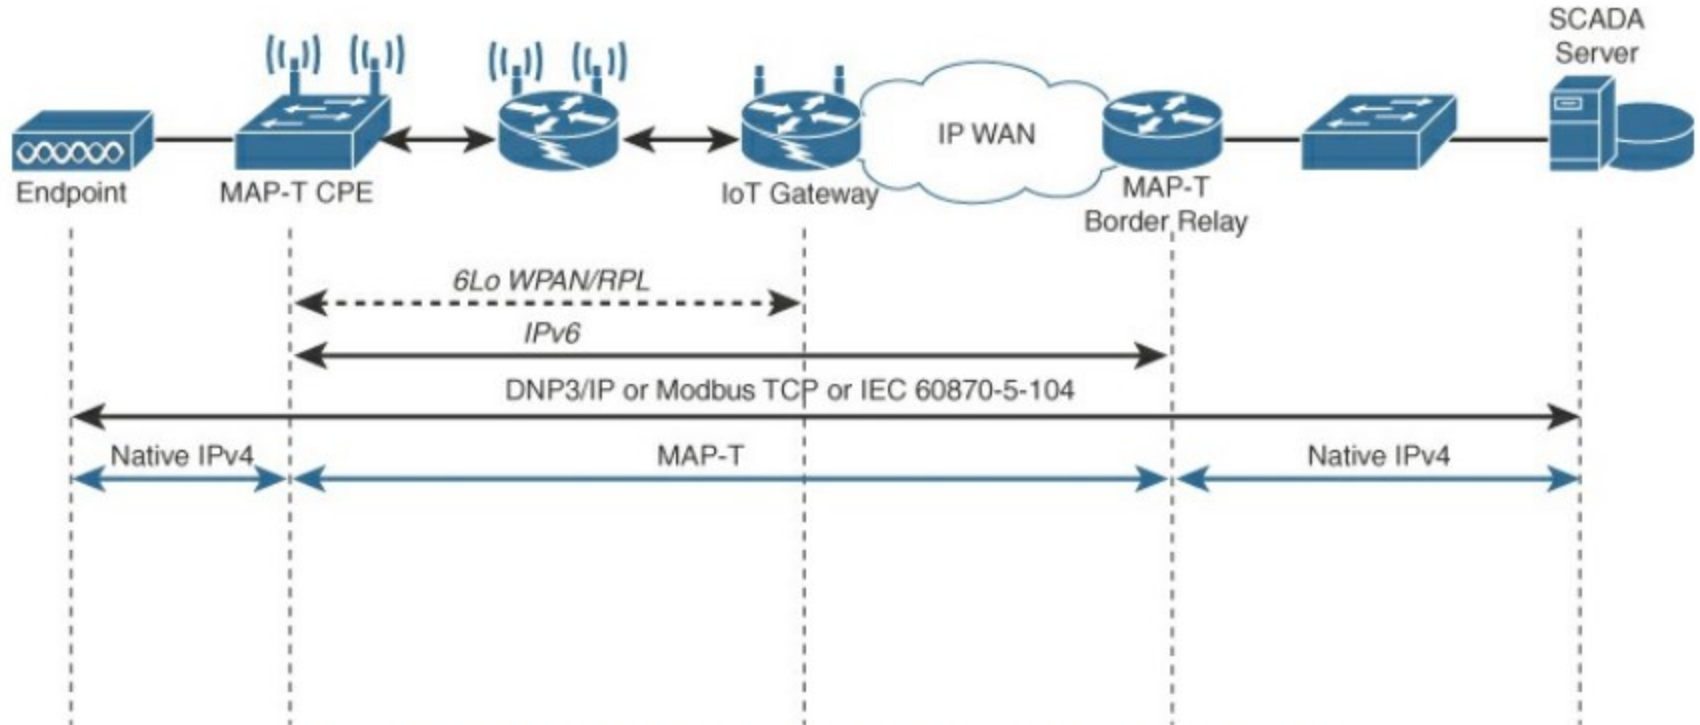 SCADA
Server
IP WAN
Endpoint
MAP-T CPE
IoT Gateway
MAP-T
Border Relay
6Lo WPAN/RPL
IPv6
DNP3/IP or Modbus TCP or IEC 60870-5-104
Native IPv4
MAP-T
Native IPv4